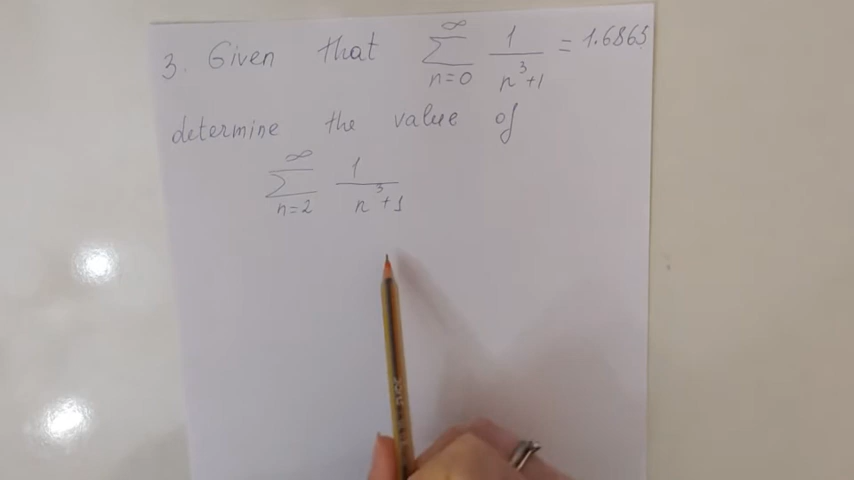 3. Given that ∞∑n=0 1/(n³+1) = 1.6865
determine the value of
∞∑n=2 1/(n³+1)